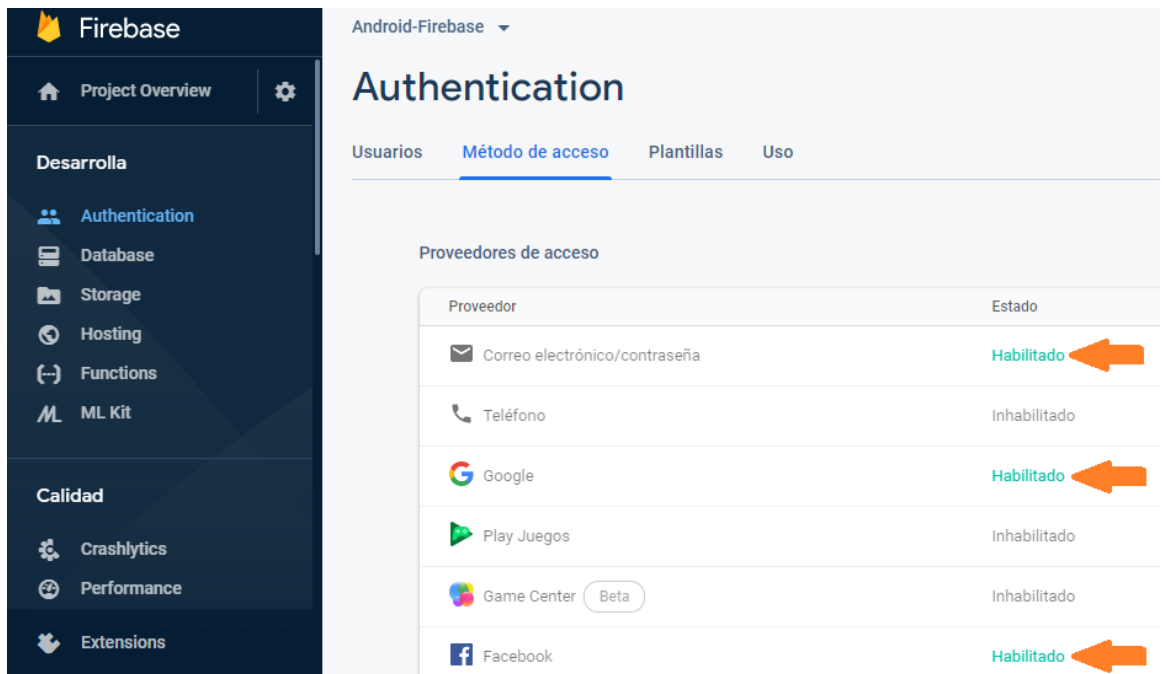 Firebase
Project Overview
Desarrolla
Authentication
Database
Storage
Hosting
Functions
ML Kit
Calidad
Crashlytics
Performance
Extensions
Android-Firebase
Authentication
Usuarios Método de acceso Plantillas Uso
Proveedores de acceso
Proveedor Estado
Correo electrónico/contraseña Habilitado
Teléfono Inhabilitado
Google Habilitado
Play Juegos Inhabilitado
Game Center Beta Inhabilitado
Facebook Habilitado